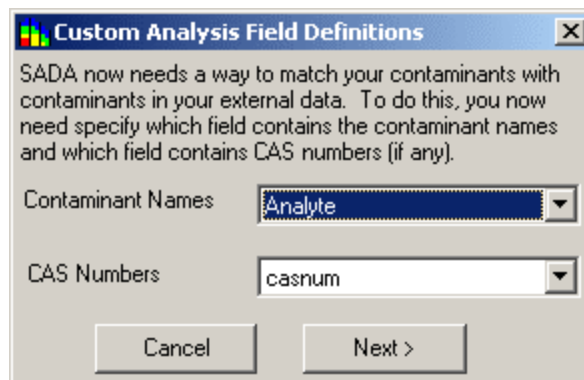 Custom Analysis Field Definitions
SADA now needs a way to match your contaminants with
contaminants in your external data. To do this, you now
need specify which field contains the contaminant names
and which field contains CAS numbers (if any).
Contaminant Names Analyte
CAS Numbers casnum
Cancel Next >